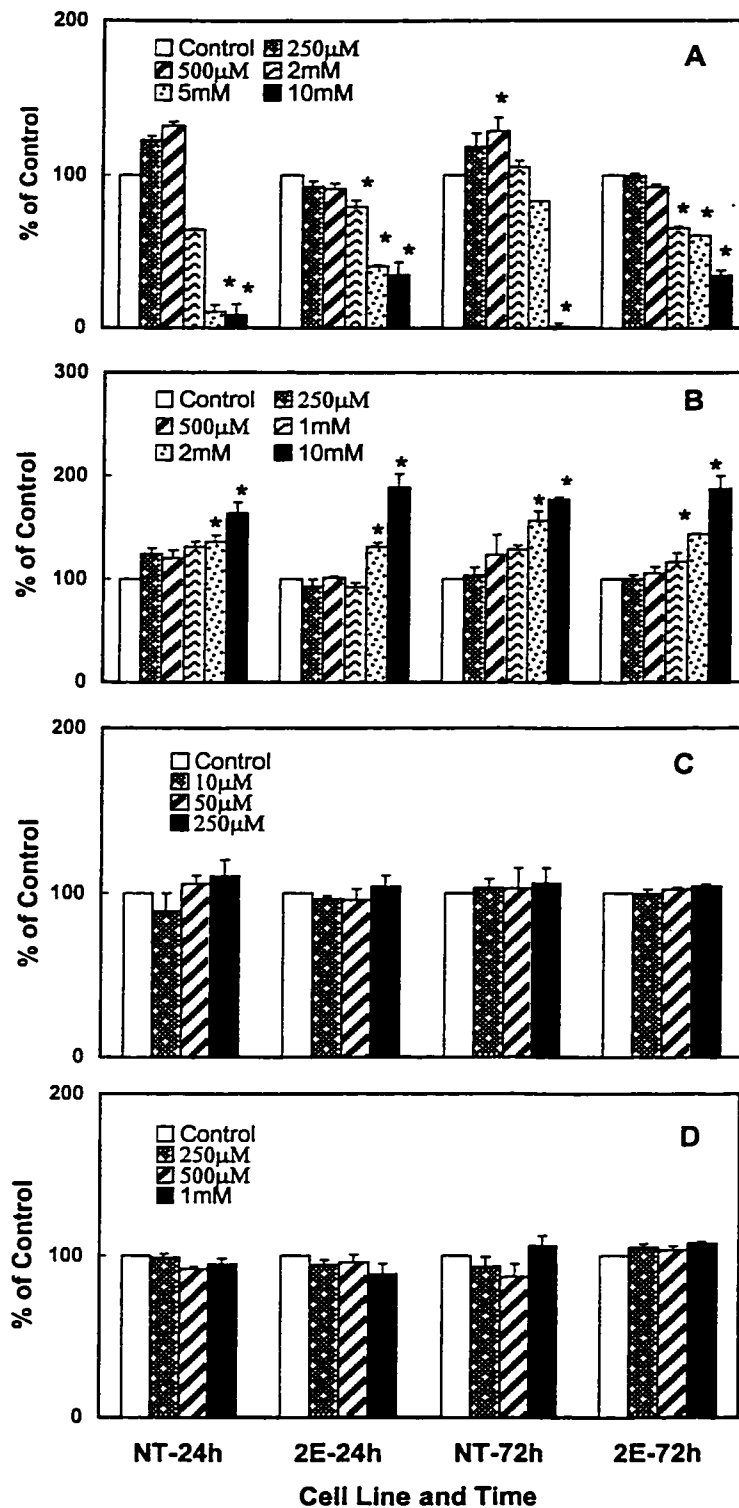 200
Control 250µM
500µM 2mM
5mM 10mM
A
100
0
% of Control
* * * * * * * * * *
300
Control 250µM
500µM 1mM
2mM 10mM
B
200
100
0
% of Control
* * * * * * * *
200
Control
10µM
50µM
250µM
C
100
0
% of Control
200
Control
250µM
500µM
1mM
D
100
0
% of Control
NT-24h 2E-24h NT-72h 2E-72h
Cell Line and Time